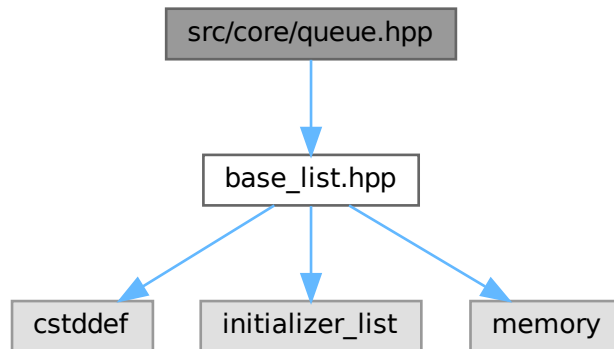 src/core/queue.hpp
base_list.hpp
cstddef
initializer_list
memory